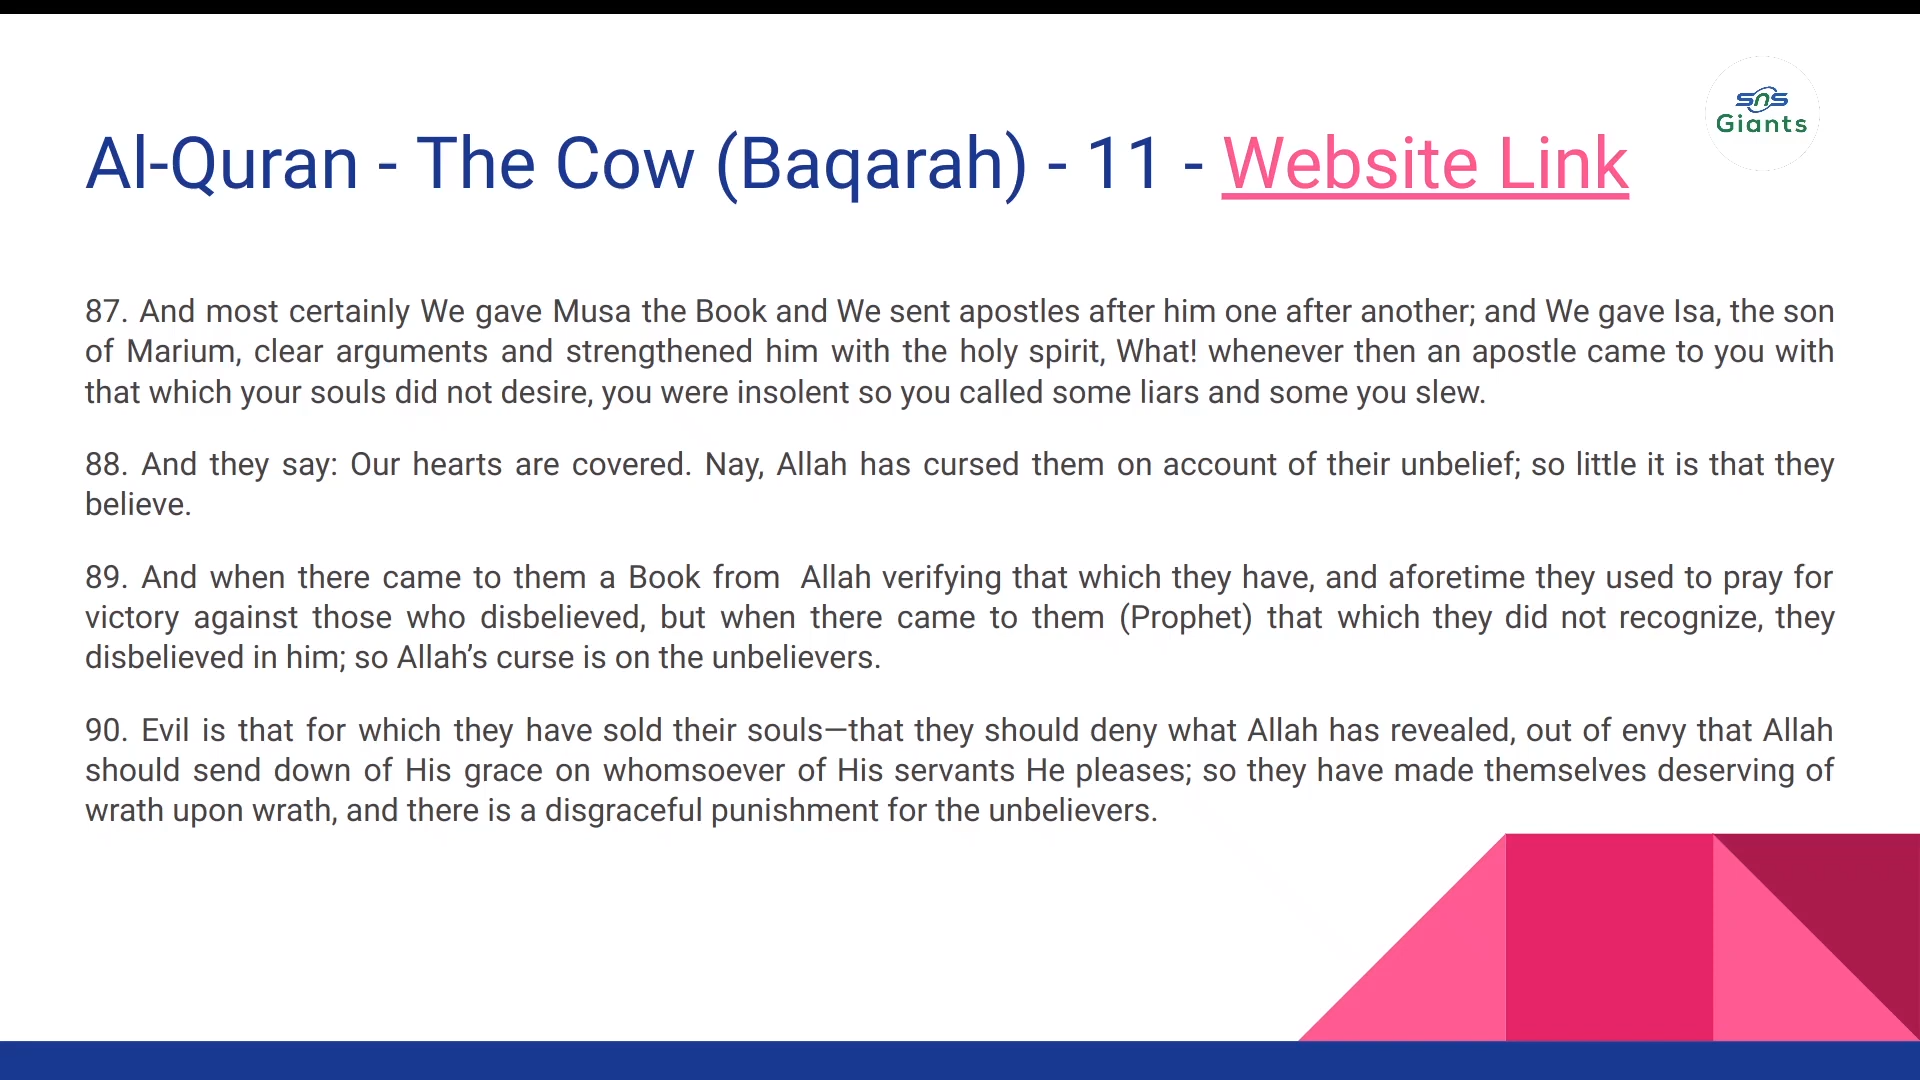 sns
Giants
Al-Quran - The Cow (Baqarah) - 11 - Website Link
87. And most certainly We gave Musa the Book and We sent apostles after him one after another; and We gave Isa, the son
of Marium, clear arguments and strengthened him with the holy spirit, What! whenever then an apostle came to you with
that which your souls did not desire, you were insolent so you called some liars and some you slew.
88. And they say: Our hearts are covered. Nay, Allah has cursed them on account of their unbelief; so little it is that they
believe.
89. And when there came to them a Book from Allah verifying that which they have, and aforetime they used to pray for
victory against those who disbelieved, but when there came to them (Prophet) that which they did not recognize, they
disbelieved in him; so Allah’s curse is on the unbelievers.
90. Evil is that for which they have sold their souls—that they should deny what Allah has revealed, out of envy that Allah
should send down of His grace on whomsoever of His servants He pleases; so they have made themselves deserving of
wrath upon wrath, and there is a disgraceful punishment for the unbelievers.